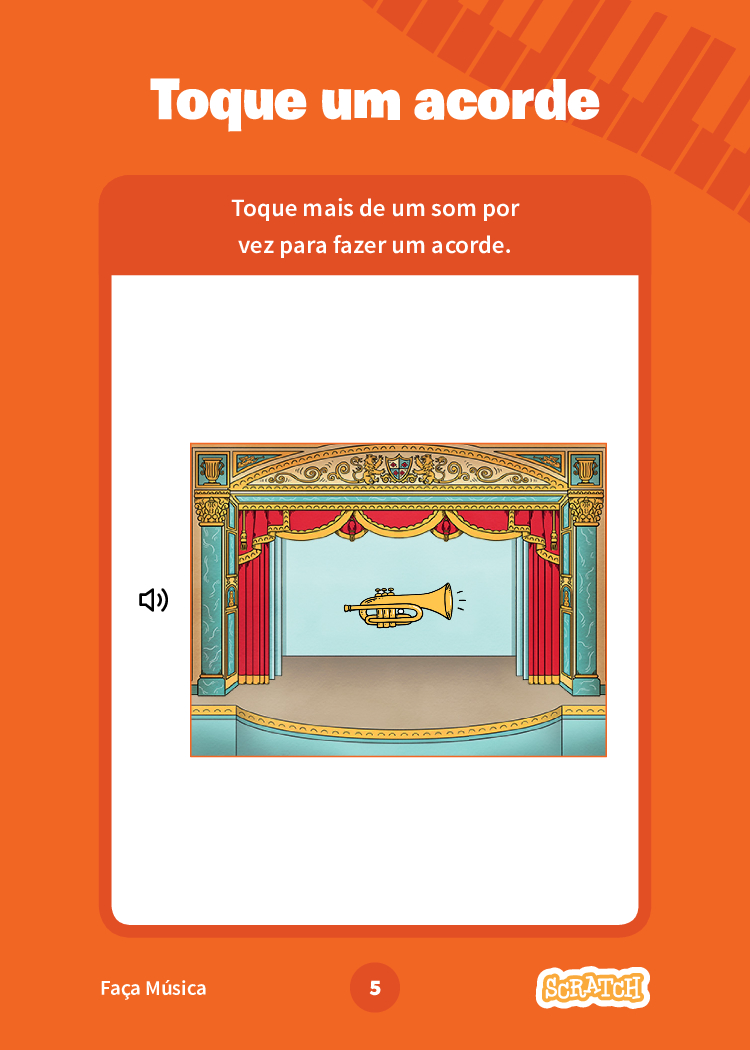 Toque um acorde
Toque mais de um som por
vez para fazer um acorde.
Faça Música
5
SCRATCH